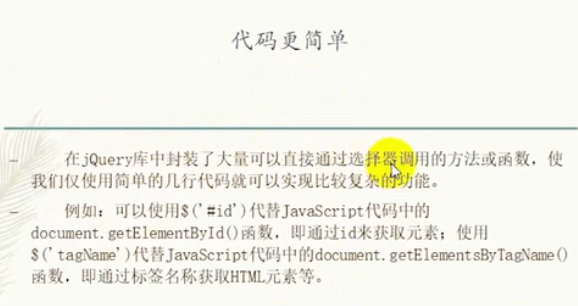 代码更简单
– 在jQuery库中封装了大量可以直接通过选择器调用的方法或函数，使
我们仅使用简单的几行代码就可以实现比较复杂的功能。
– 例如：可以使用$('#id')代替JavaScript代码中的
document.getElementById()函数，即通过id来获取元素；使用
$('tagName')代替JavaScript代码中的document.getElementsByTagName()
函数，即通过标签名称获取HTML元素等。